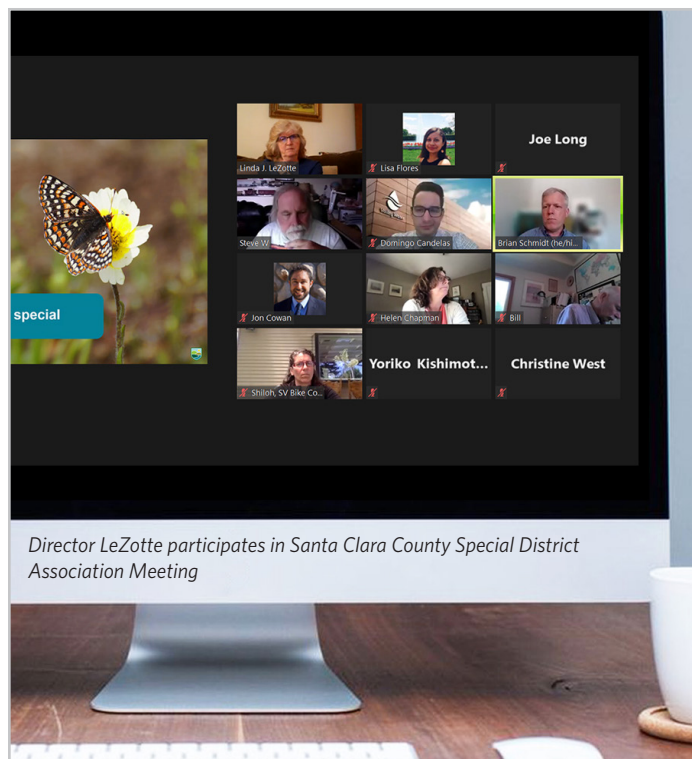 special
Linda J. LeZotte
Lisa Flores
Joe Long
Steve W
Domingo Candelas
Brian Schmidt (he/hi...
Jon Cowan
Helen Chapman
Bill
Shiloh, SV Bike Co...
Yoriko Kishimot...
Christine West
Director LeZotte participates in Santa Clara County Special District
Association Meeting